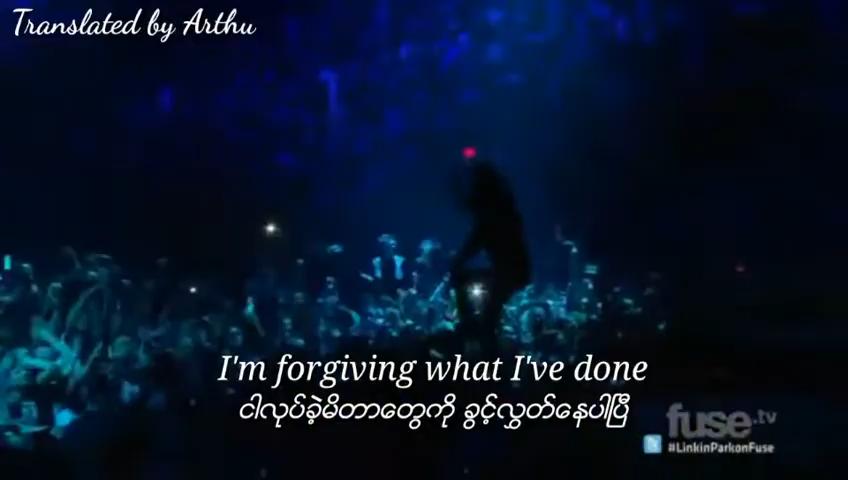 Translated by Arthu
I'm forgiving what I've done
ငါလုပ်ခဲ့မိတာတွေကို ခွင့်လွှတ်နေပါပြီ
fuse.tv
#LinkinParkonFuse